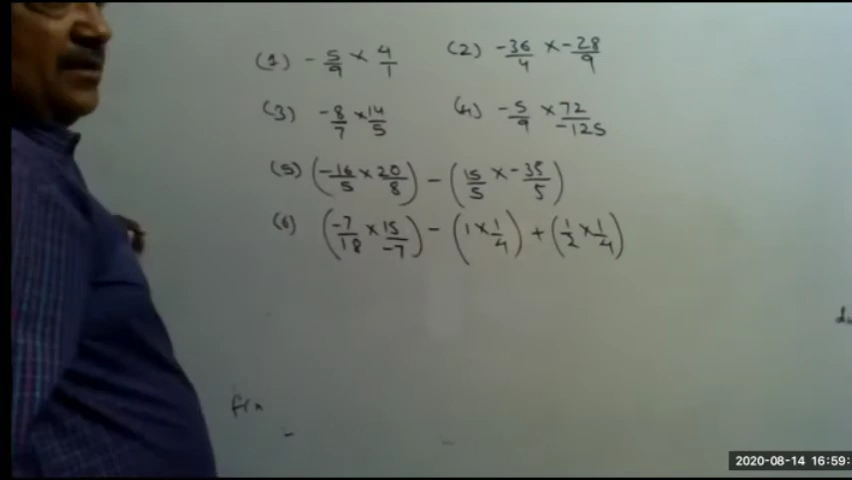 (1) -5/9 × 4/1 (2) -36/4 × -28/9
(3) -8/7 × 14/5 (4) -5/9 × 72/-125
(5) (-16/5 × 20/8) - (15/5 × -35/5)
(6) (-7/18 × 15/-7) - (1 × 1/4) + (1/2 × 1/4)
2020-08-14 16:59: